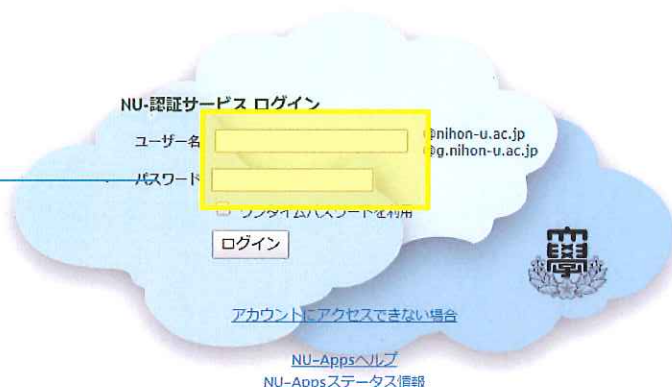 NU-認証サービス ログイン
ユーザー名
@nihon-u.ac.jp
@g.nihon-u.ac.jp
パスワード
ワンタイムパスワードを利用
ログイン
學
アカウントにアクセスできない場合
NU-Appsヘルプ
NU-Appsステータス情報